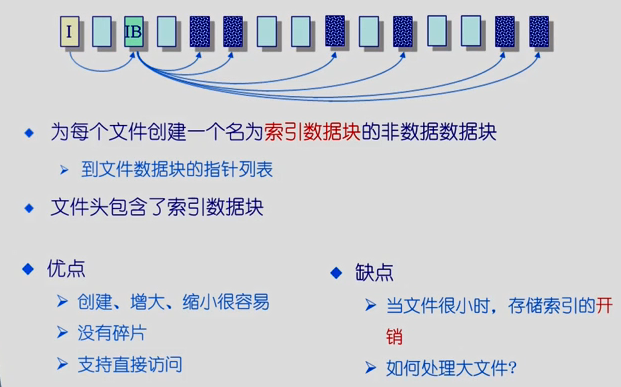 I IB
为每个文件创建一个名为索引数据块的非数据数据块
到文件数据块的指针列表
文件头包含了索引数据块
优点
创建、增大、缩小很容易
没有碎片
支持直接访问
缺点
当文件很小时，存储索引的开
销
如何处理大文件?